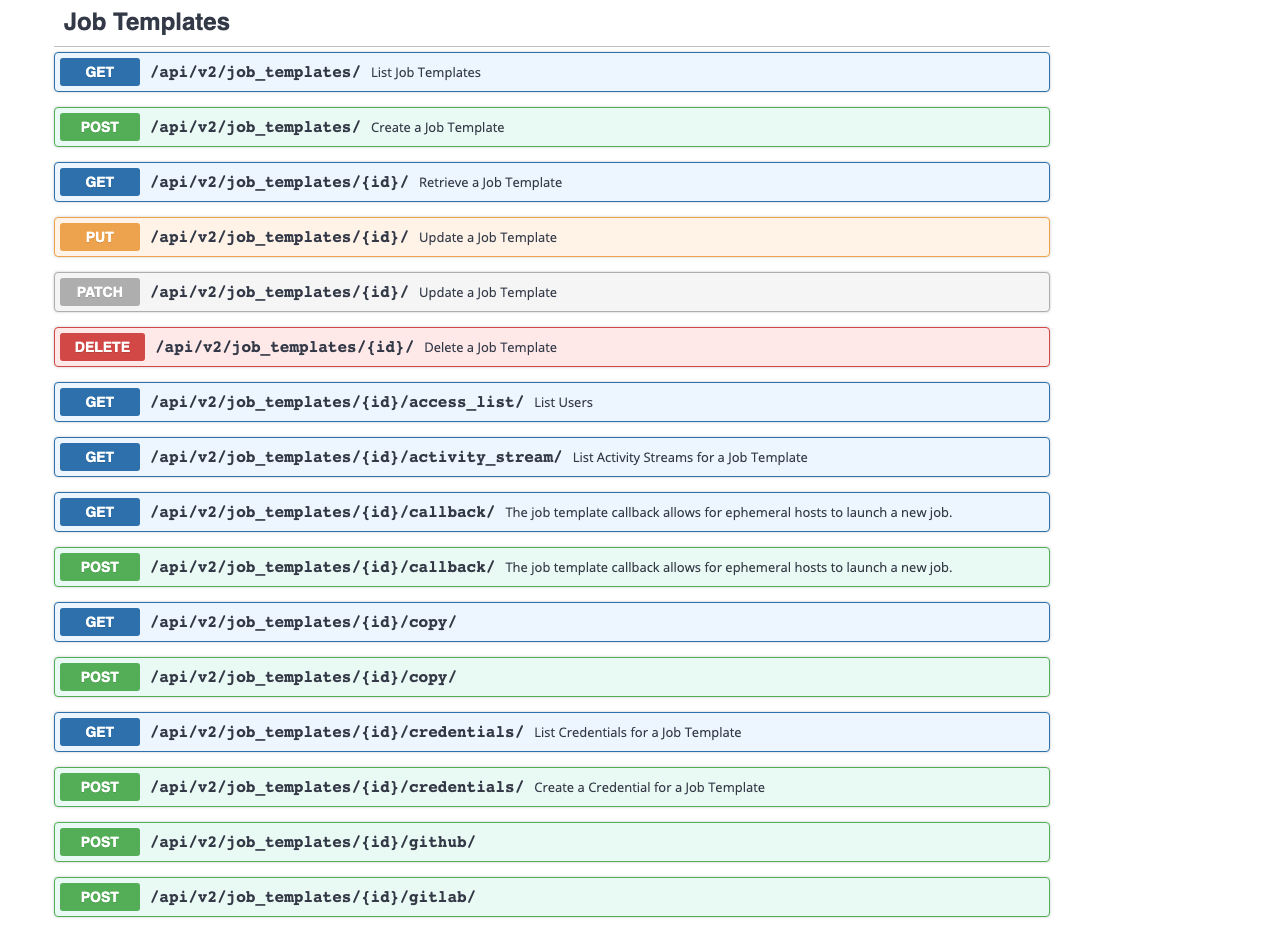 Job Templates
GET /api/v2/job_templates/ List Job Templates
POST /api/v2/job_templates/ Create a Job Template
GET /api/v2/job_templates/{id}/ Retrieve a Job Template
PUT /api/v2/job_templates/{id}/ Update a Job Template
PATCH /api/v2/job_templates/{id}/ Update a Job Template
DELETE /api/v2/job_templates/{id}/ Delete a Job Template
GET /api/v2/job_templates/{id}/access_list/ List Users
GET /api/v2/job_templates/{id}/activity_stream/ List Activity Streams for a Job Template
GET /api/v2/job_templates/{id}/callback/ The job template callback allows for ephemeral hosts to launch a new job.
POST /api/v2/job_templates/{id}/callback/ The job template callback allows for ephemeral hosts to launch a new job.
GET /api/v2/job_templates/{id}/copy/
POST /api/v2/job_templates/{id}/copy/
GET /api/v2/job_templates/{id}/credentials/ List Credentials for a Job Template
POST /api/v2/job_templates/{id}/credentials/ Create a Credential for a Job Template
POST /api/v2/job_templates/{id}/github/
POST /api/v2/job_templates/{id}/gitlab/